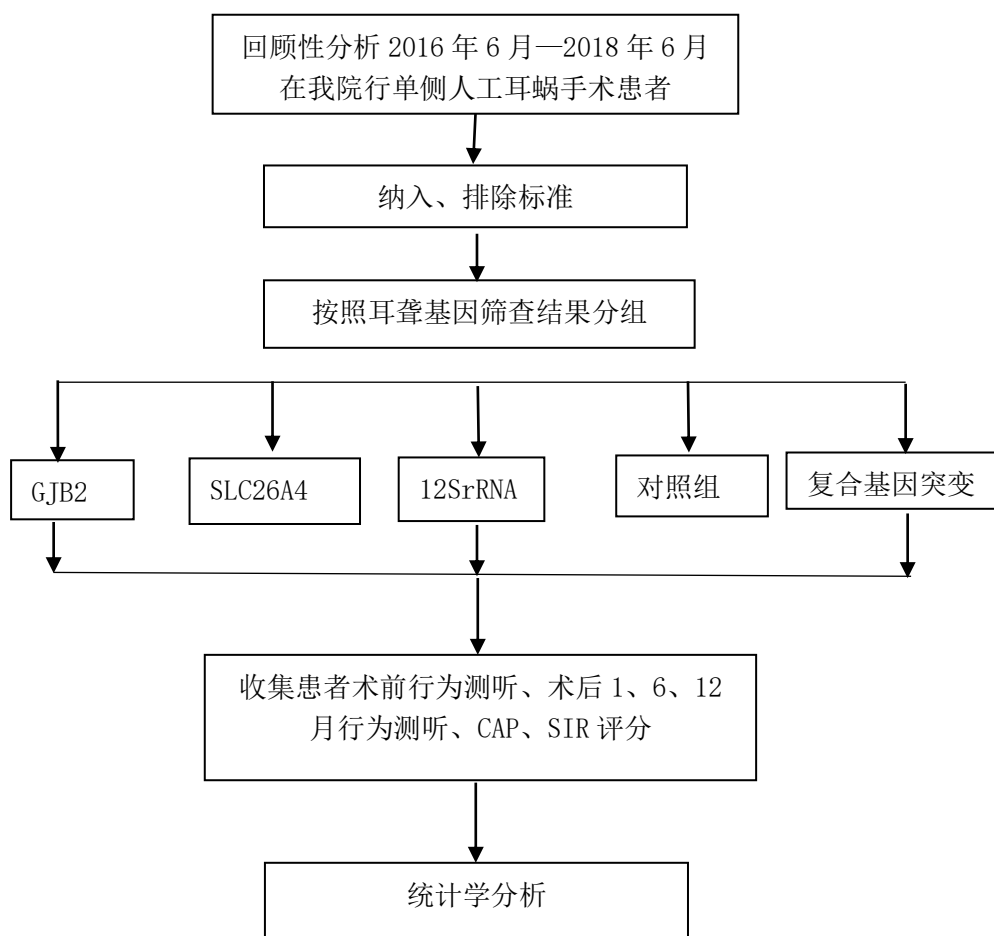 回顾性分析 2016 年 6 月—2018 年 6 月
在我院行单侧人工耳蜗手术患者
纳入、排除标准
按照耳聋基因筛查结果分组
GJB2
SLC26A4
12SrRNA
对照组
复合基因突变
收集患者术前行为测听、术后 1、6、12
月行为测听、CAP、SIR 评分
统计学分析